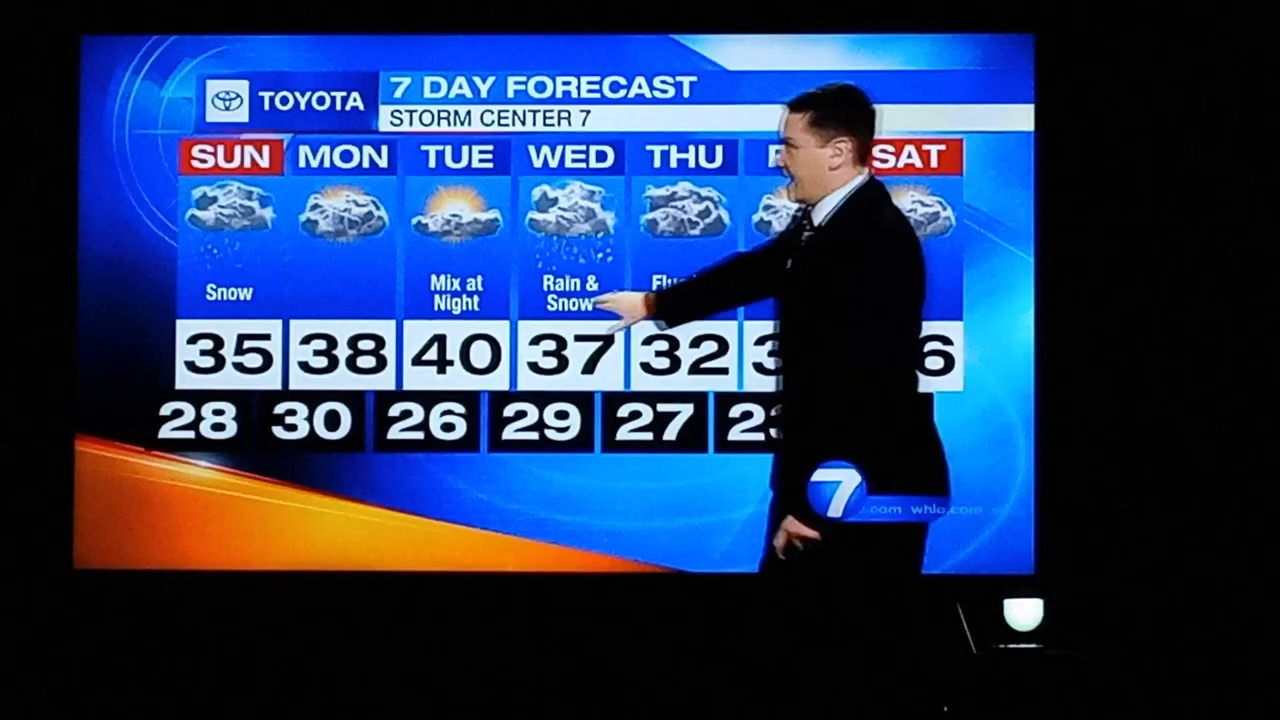 TOYOTA
7 DAY FORECAST
STORM CENTER 7
SUN MON TUE WED THU SAT
Snow
Mix at
Night
Rain &
Snow
35 38 40 37 32
28 30 26 29 27
7
.com whio.com